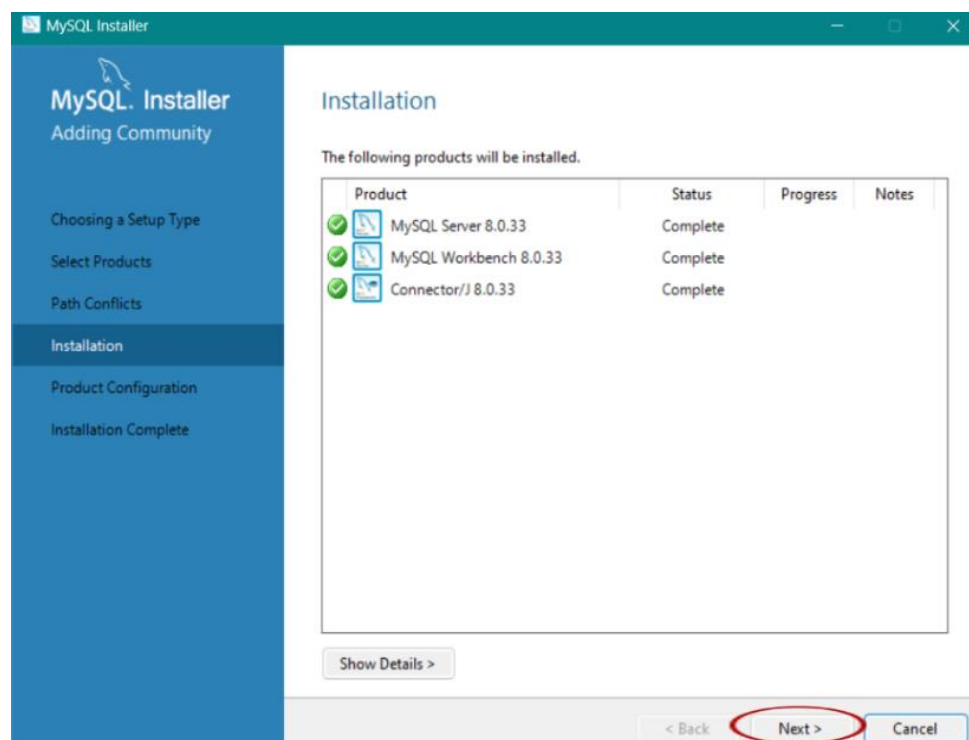 MySQL Installer
MySQL. Installer
Adding Community
Choosing a Setup Type
Select Products
Path Conflicts
Installation
Product Configuration
Installation Complete
Installation
The following products will be installed.
Product Status Progress Notes
MySQL Server 8.0.33 Complete
MySQL Workbench 8.0.33 Complete
Connector/J 8.0.33 Complete
Show Details >
< Back Next > Cancel